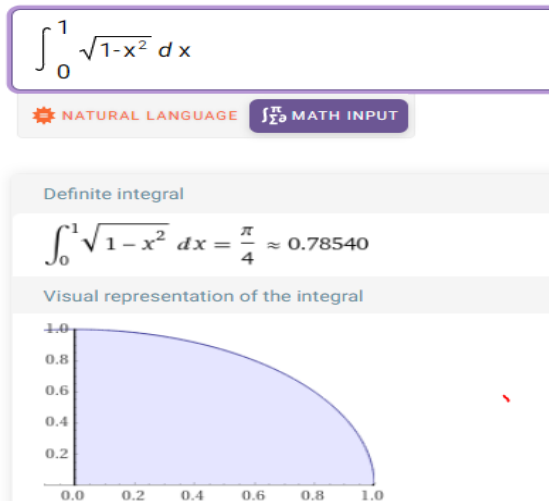 ∫₀¹ √1-x² d x
NATURAL LANGUAGE ∫π Σ∂ MATH INPUT
Definite integral
∫₀¹ √(1 − x²) dx = π/4 ≈ 0.78540
Visual representation of the integral
1.0
0.8
0.6
0.4
0.2
0.0 0.2 0.4 0.6 0.8 1.0